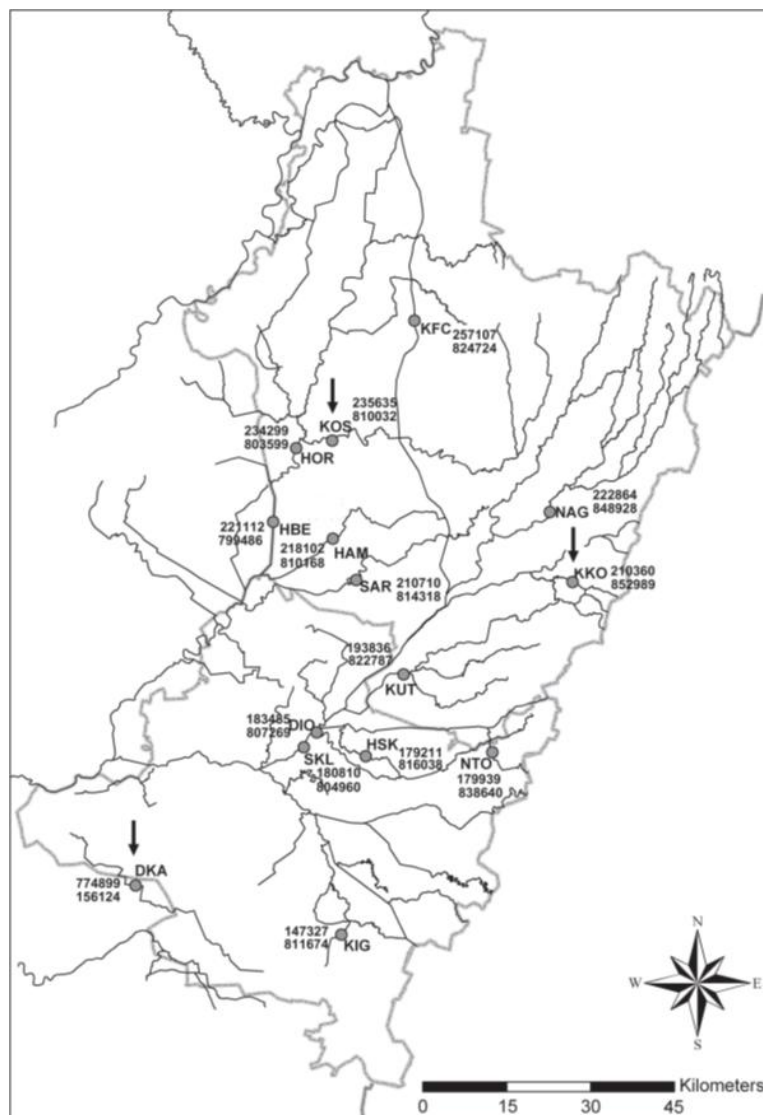 KFC
257107
824724
235635
810032
KOS
234299
803599
HOR
222864
848928
NAG
221112
799486
HBE
218102
810168
HAM
KKO
210360
852989
SAR
210710
814318
193836
822787
KUT
183485
807269
DIO
HSK
179211
816038
SKL
180810
804960
NTO
179939
838640
DKA
774899
156124
147327
811674
KIG
N
W
E
S
Kilometers
0 15 30 45